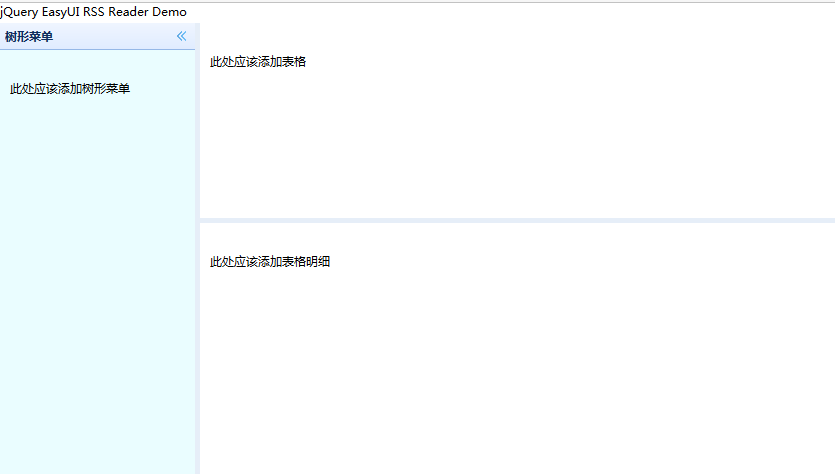 jQuery EasyUI RSS Reader Demo
树形菜单
此处应该添加树形菜单
此处应该添加表格
此处应该添加表格明细